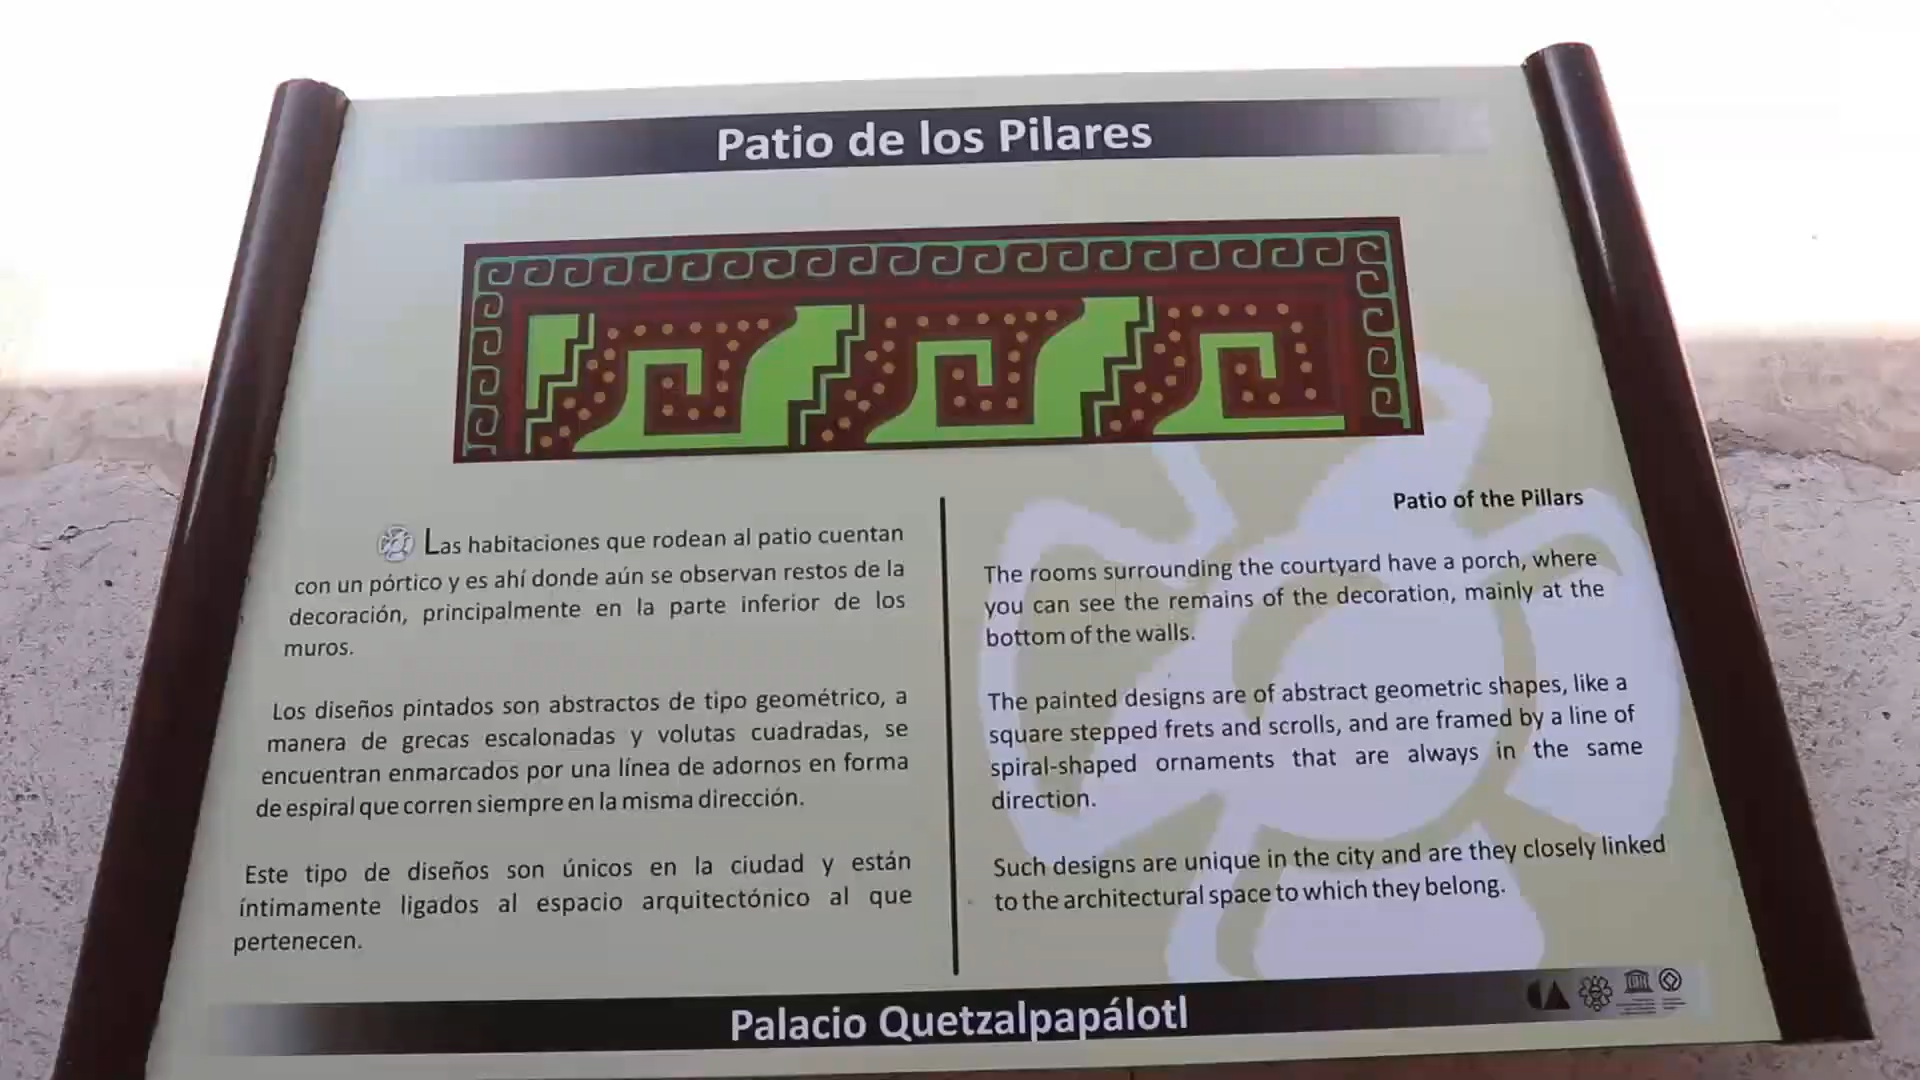 Patio de los Pilares
Las habitaciones que rodean al patio cuentan
con un pórtico y es ahí donde aún se observan restos de la
decoración, principalmente en la parte inferior de los
muros.
Los diseños pintados son abstractos de tipo geométrico, a
manera de grecas escalonadas y volutas cuadradas, se
encuentran enmarcados por una línea de adornos en forma
de espiral que corren siempre en la misma dirección.
Este tipo de diseños son únicos en la ciudad y están
íntimamente ligados al espacio arquitectónico al que
pertenecen.
Patio of the Pillars
The rooms surrounding the courtyard have a porch, where
you can see the remains of the decoration, mainly at the
bottom of the walls.
The painted designs are of abstract geometric shapes, like a
square stepped frets and scrolls, and are framed by a line of
spiral-shaped ornaments that are always in the same
direction.
Such designs are unique in the city and are they closely linked
to the architectural space to which they belong.
Palacio Quetzalpapálotl